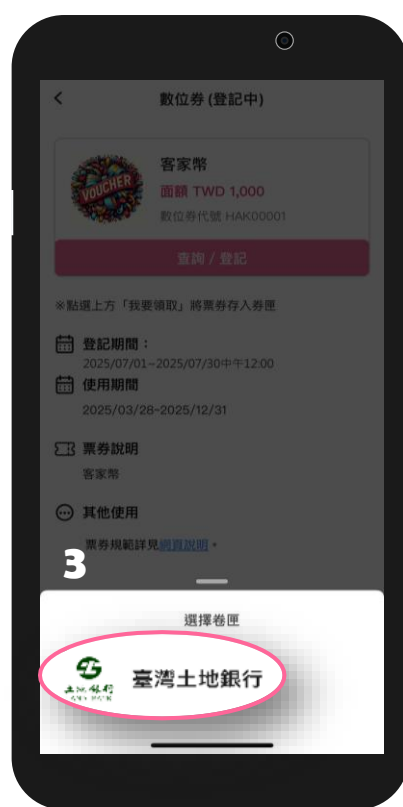 數位券 (登記中)
VOUCHER
客家幣
面額 TWD 1,000
數位券代號 HAK00001
查詢 / 登記
※點選上方「我要領取」將票券存入券匣
登記期間：
2025/07/01~2025/07/30中午12:00
使用期間
2025/03/28~2025/12/31
票券說明
客家幣
其他使用
票券規範詳見網頁說明。
3
選擇卷匣
土地銀行
臺灣土地銀行